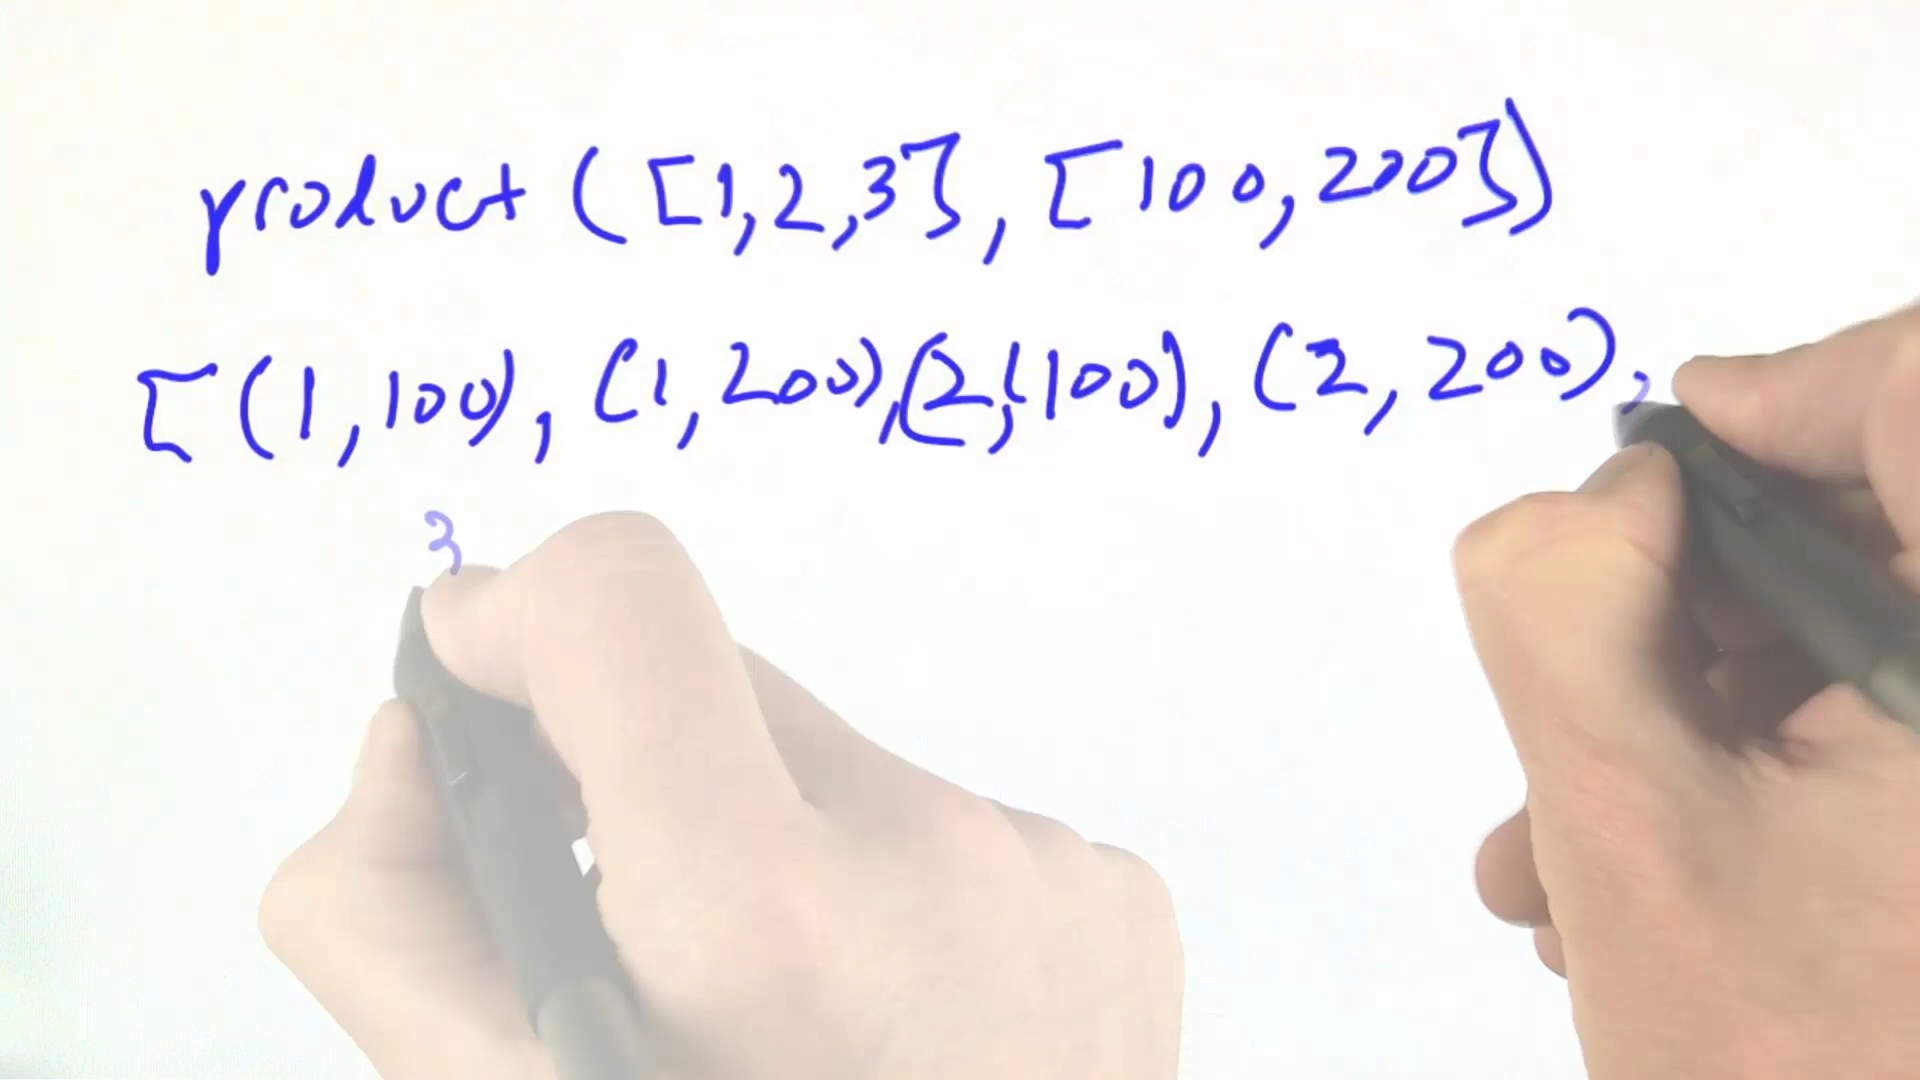 product ([1,2,3], [100,200])
[(1,100), (1,200),(2,100), (2,200),
3